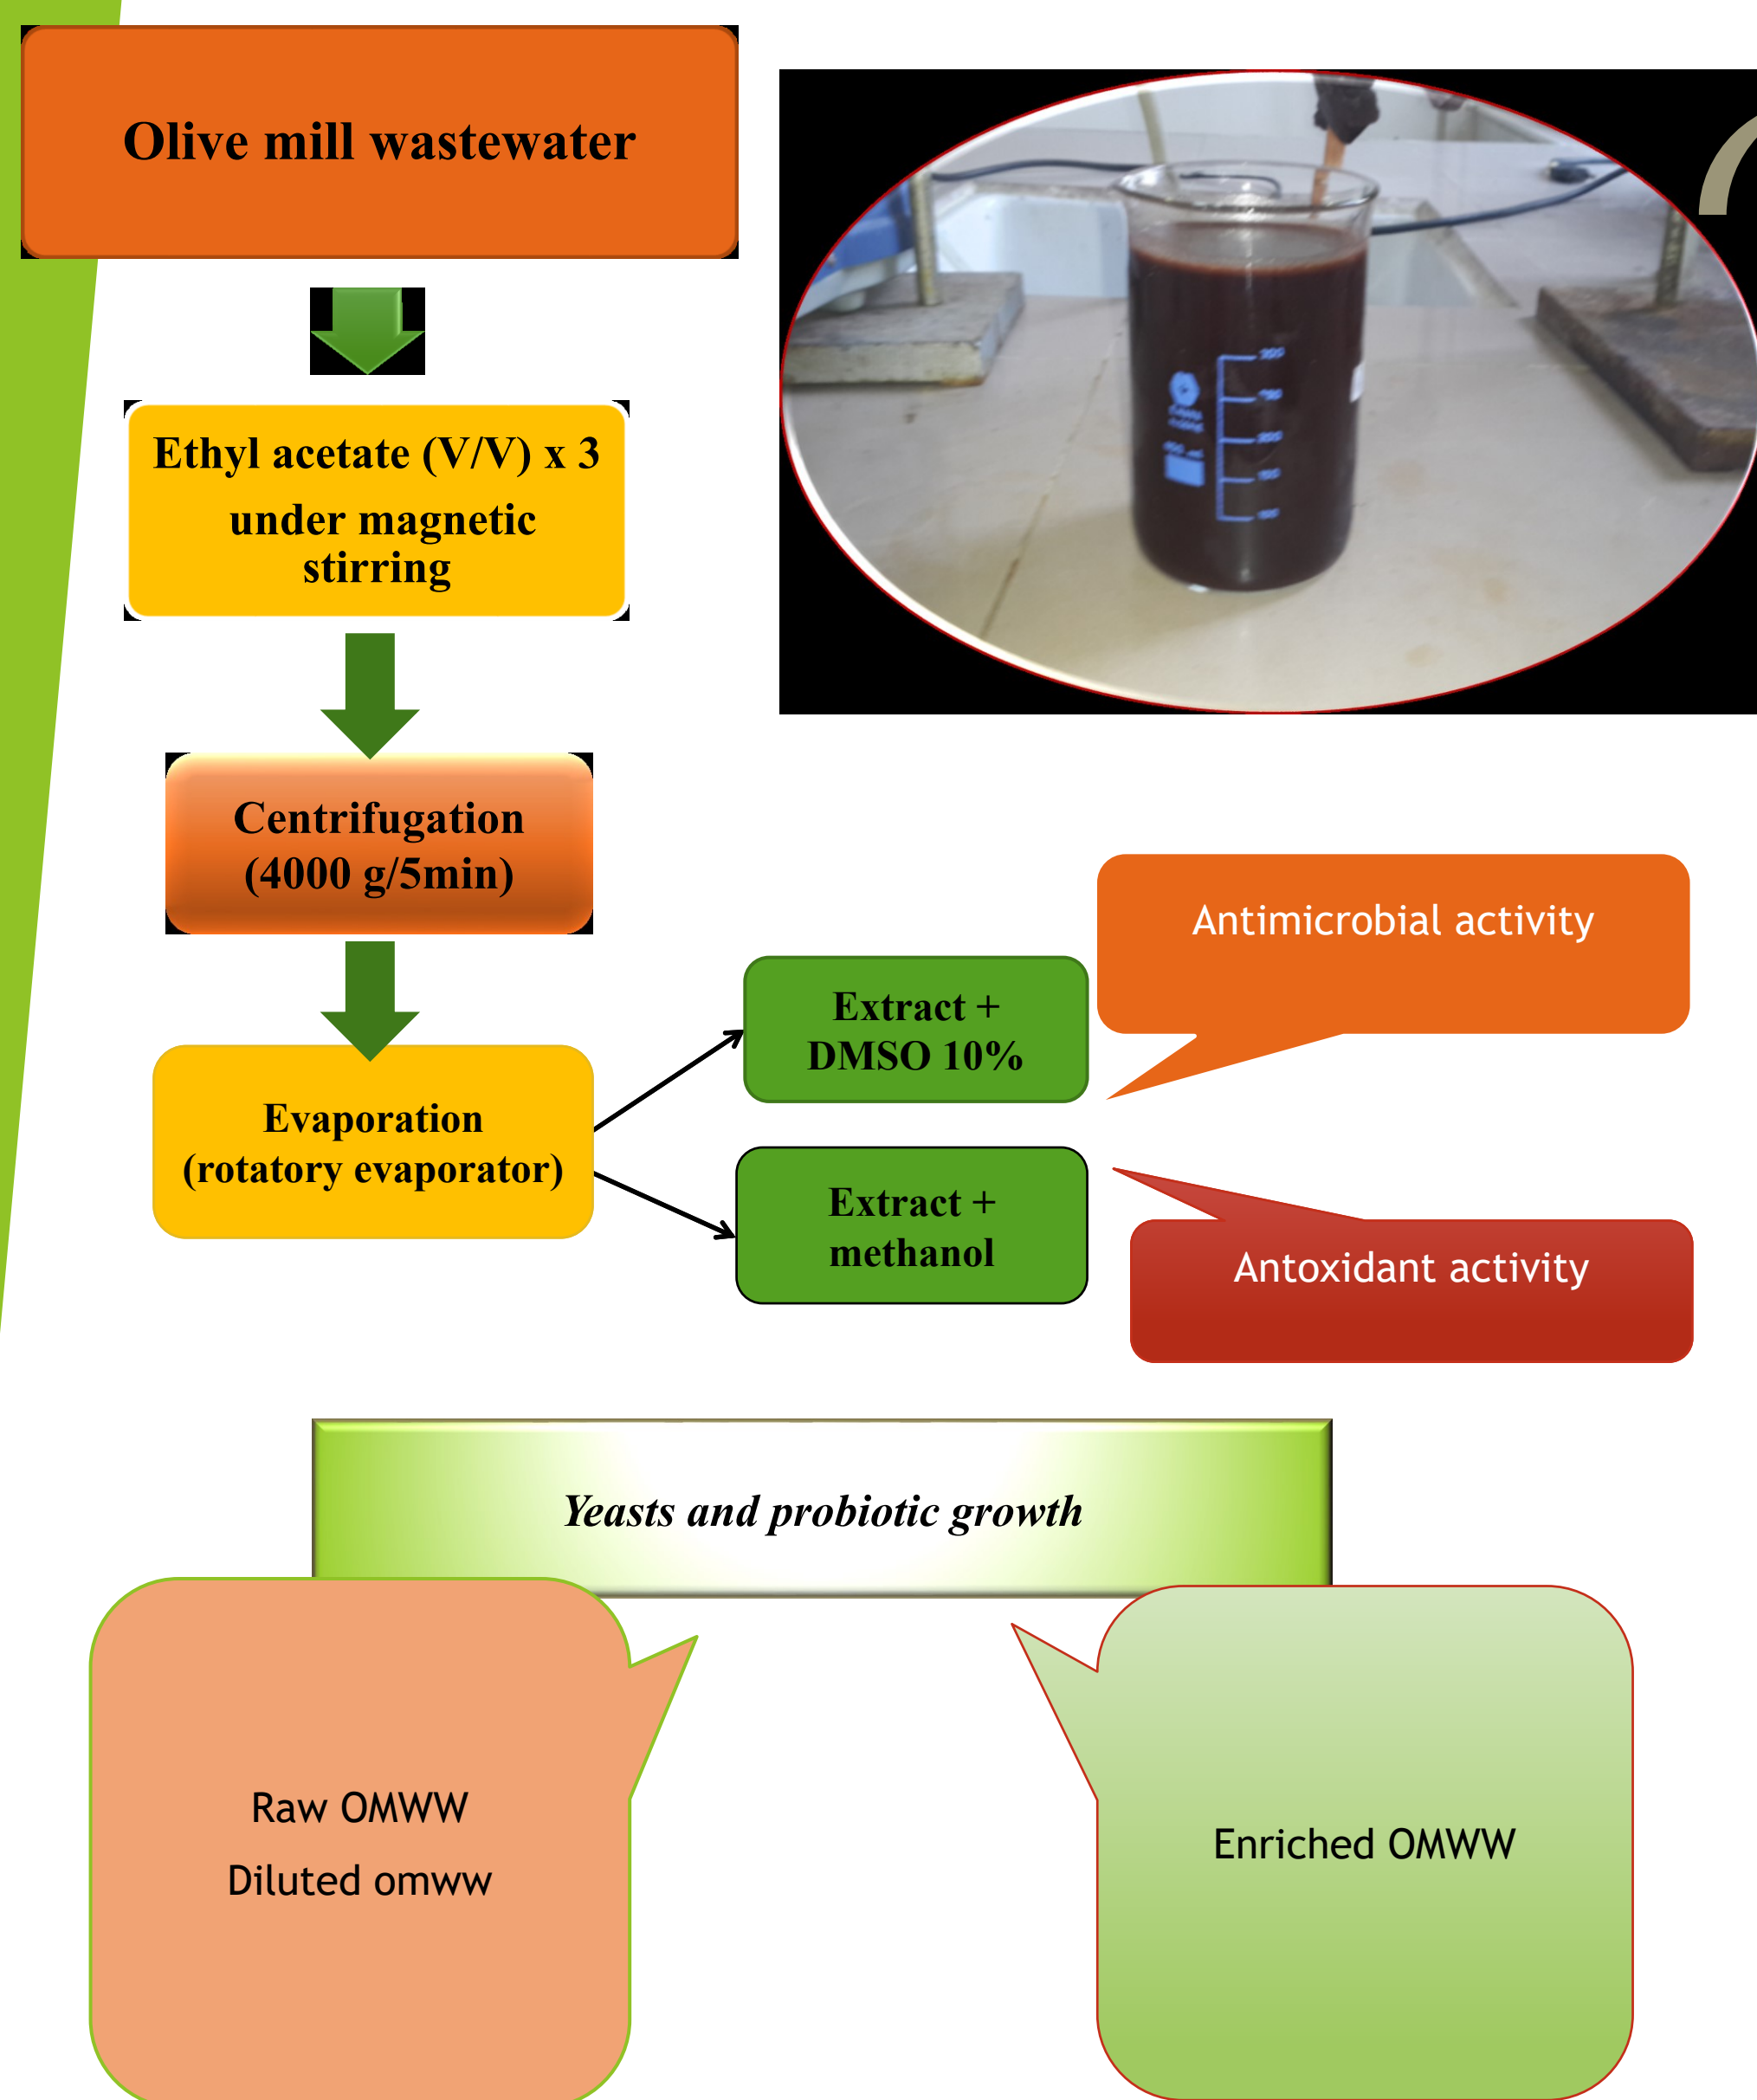 Olive mill wastewater
Ethyl acetate (V/V) x 3
under magnetic
stirring
Centrifugation
(4000 g/5min)
Evaporation
(rotatory evaporator)
Extract +
DMSO 10%
Extract +
methanol
Antimicrobial activity
Antoxidant activity
Yeasts and probiotic growth
Raw OMWW
Diluted omww
Enriched OMWW